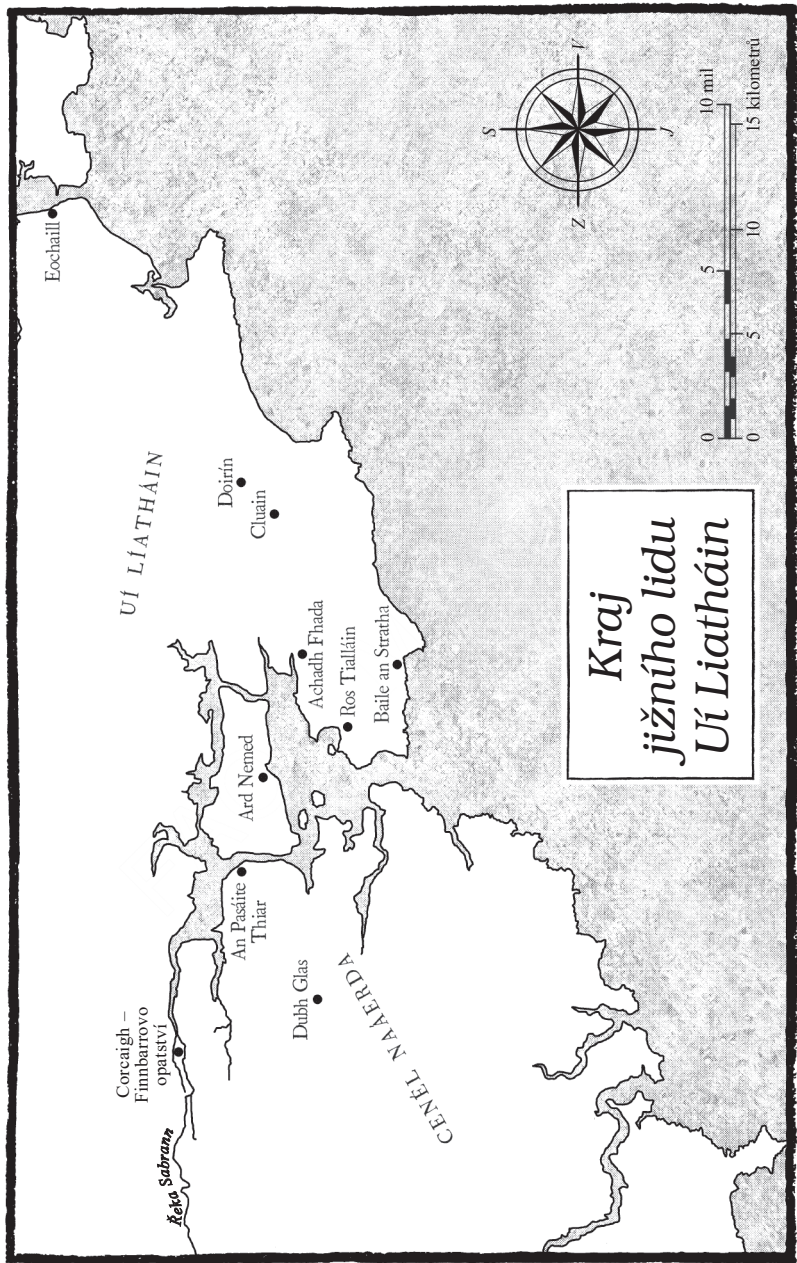 Eochaill
Corcaigh –
Finnbarrovo
opatství
UÍ LÍATHÁIN
Řeka Sabrann
Doirín
An Pasáite
Thiar
Ard Nemed
Cluain
Dubh Glas
Achadh Fhada
Ros Tialláin
Baile an Stratha
CENÉL NAÁERDA
S
Z
V
J
Kraj
jižního lidu
Uí Liatháin
0 5 10 mil
0 5 10 15 kilometrů